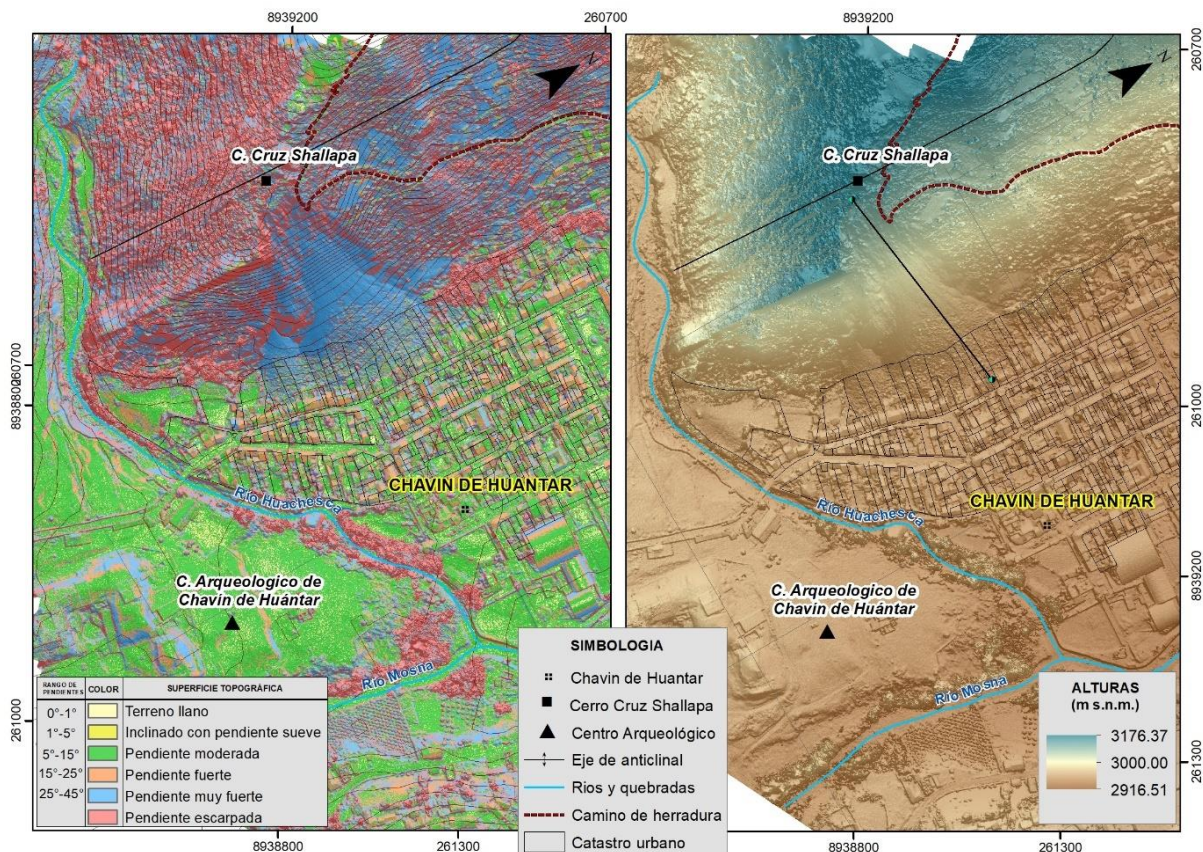 8939200
260700
8939200
N
N
260700
C. Cruz Shallapa
C. Cruz Shallapa
260700
8938800
261000
CHAVIN DE HUANTAR
CHAVIN DE HUANTAR
Río Huachesca
Río Huachesca
8939200
C. Arqueologico de
Chavin de Huántar
C. Arqueologico de
Chavin de Huántar
Río Mosna
Río Mosna
261000
261300
RANGO DE
PENDIENTES
COLOR
SUPERFICIE TOPOGRÁFICA
0°-1°
Terreno llano
1°-5°
Inclinado con pendiente sueve
5°-15°
Pendiente moderada
15°-25°
Pendiente fuerte
25°-45°
Pendiente muy fuerte
Pendiente escarpada
SIMBOLOGIA
Chavin de Huantar
Cerro Cruz Shallapa
Centro Arqueológico
Eje de anticlinal
Rios y quebradas
Camino de herradura
Catastro urbano
ALTURAS
(m s.n.m.)
3176.37
3000.00
2916.51
8938800
261300
8938800
261300